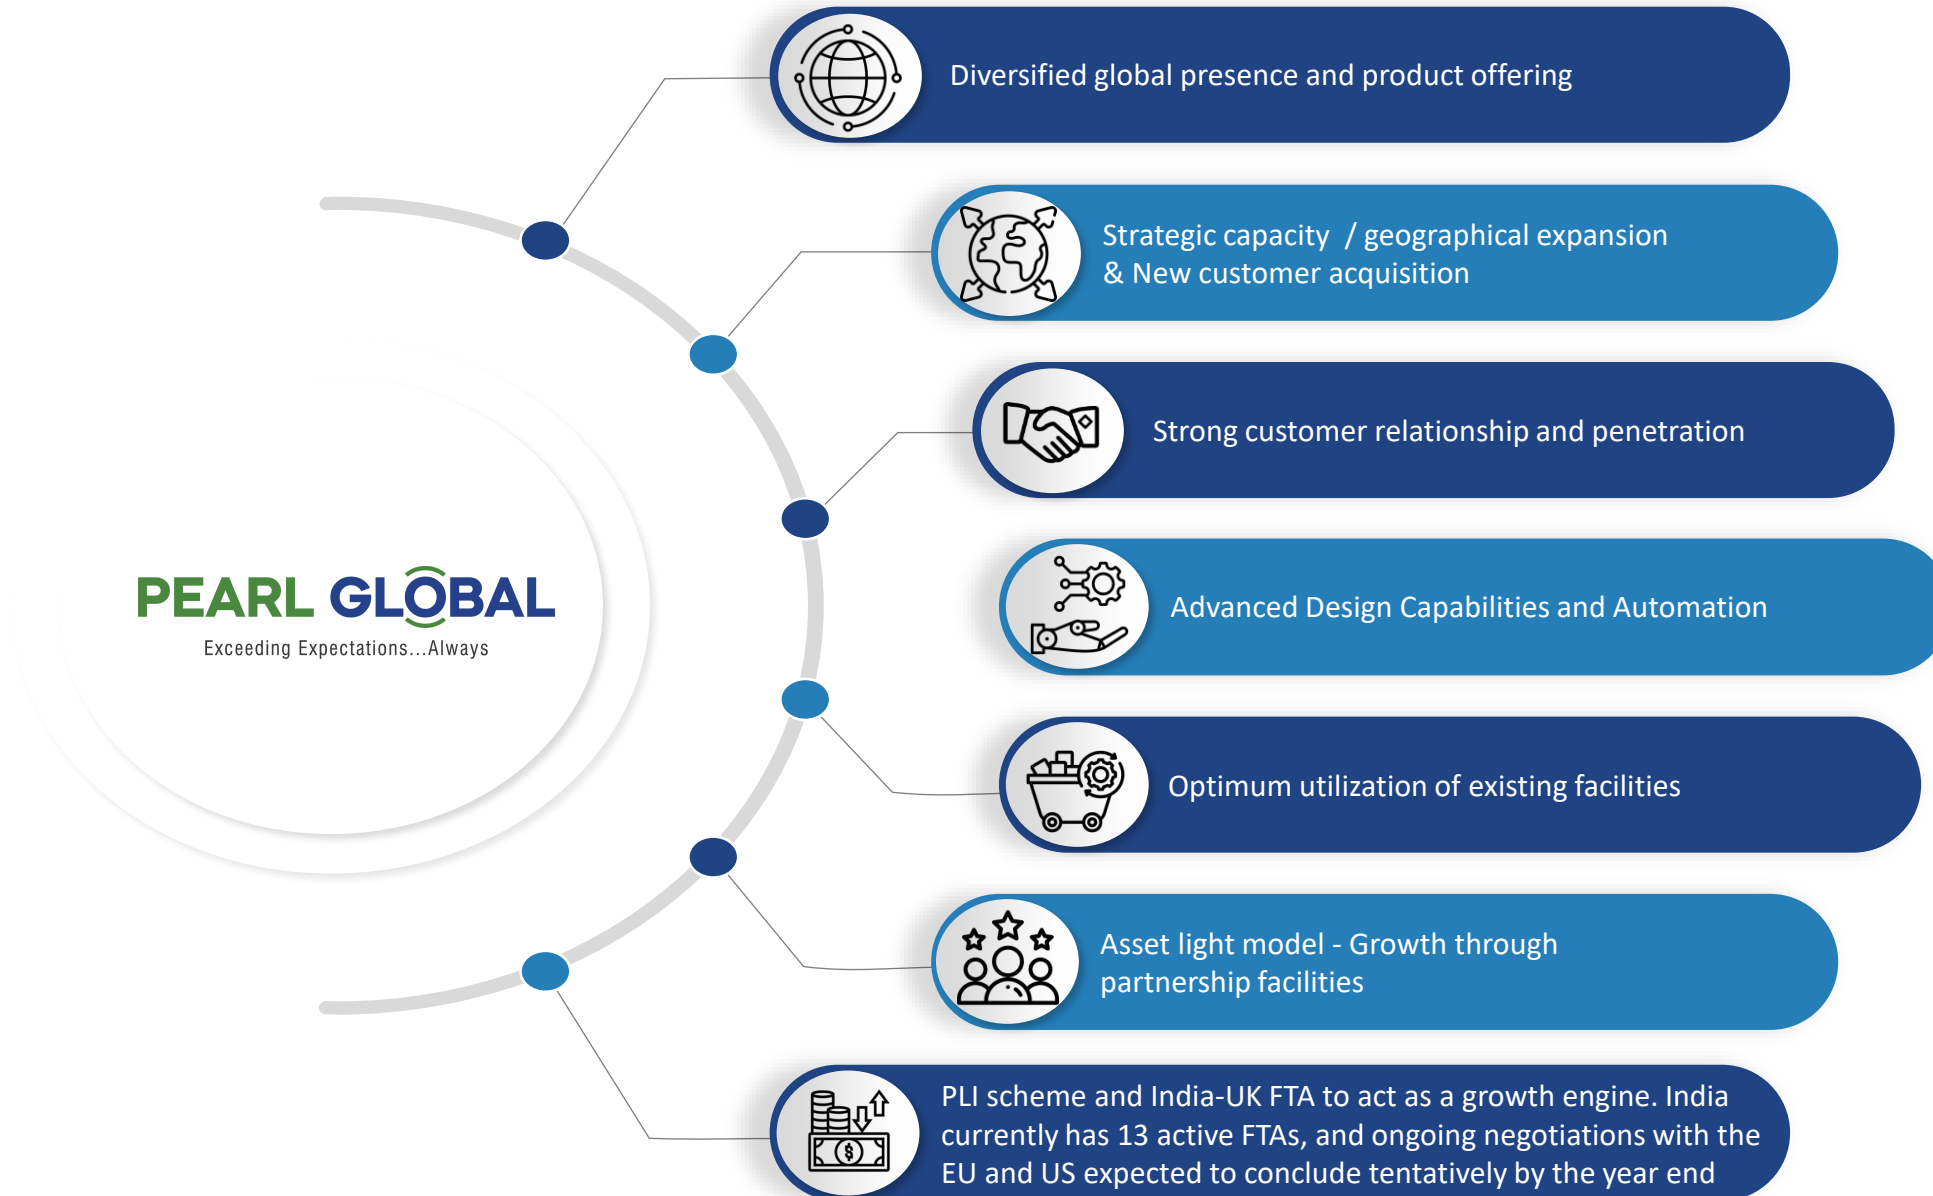 Diversified global presence and product offering
Strategic capacity / geographical expansion
& New customer acquisition
Strong customer relationship and penetration
PEARL GLOBAL
Exceeding Expectations...Always
Advanced Design Capabilities and Automation
Optimum utilization of existing facilities
Asset light model - Growth through
partnership facilities
PLI scheme and India-UK FTA to act as a growth engine. India
currently has 13 active FTAs, and ongoing negotiations with the
EU and US expected to conclude tentatively by the year end